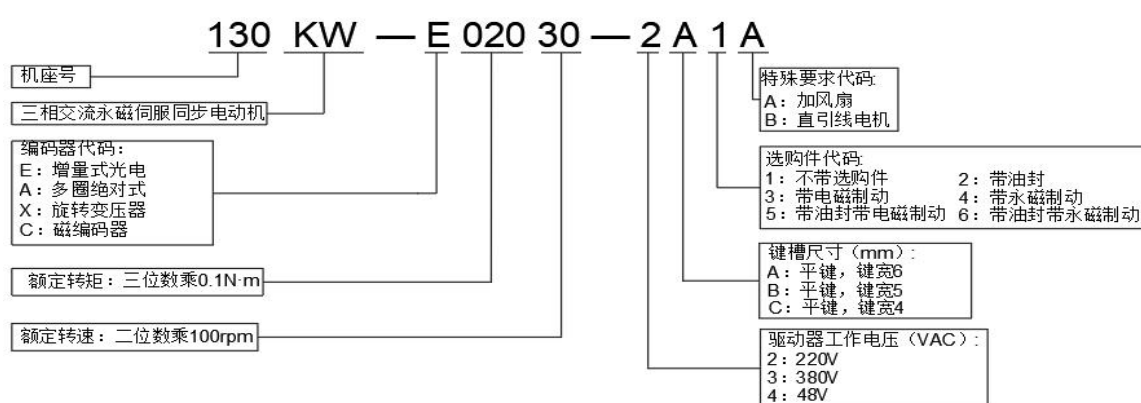 130 KW — E 020 30 — 2 A 1 A
机座号
三相交流永磁伺服同步电动机
编码器代码：
E：增量式光电
A：多圈绝对式
X：旋转变压器
C：磁编码器
额定转矩：三位数乘0.1N·m
额定转速：二位数乘100rpm
特殊要求代码:
A：加风扇
B：直引线电机
选购件代码:
1：不带选购件 2：带油封
3：带电磁制动 4：带永磁制动
5：带油封带电磁制动 6：带油封带永磁制动
键槽尺寸（mm）:
A：平键，键宽6
B：平键，键宽5
C：平键，键宽4
驱动器工作电压（VAC）:
2：220V
3：380V
4：48V